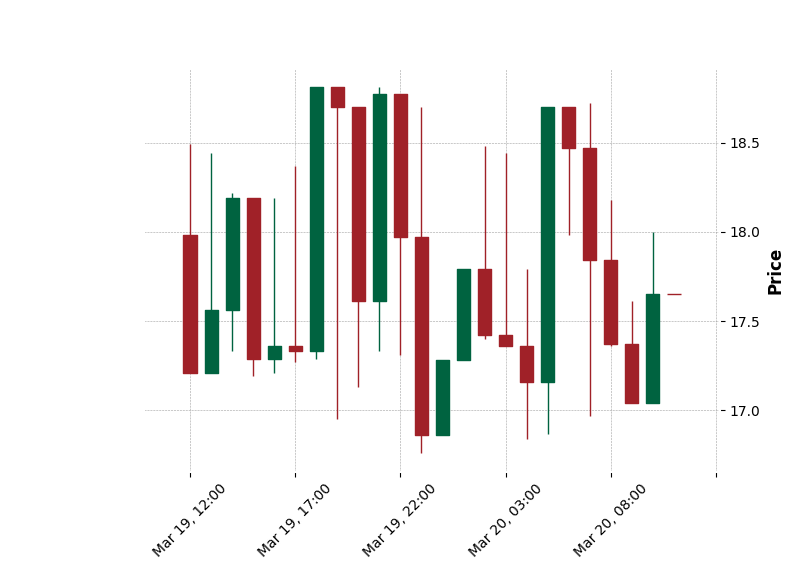 18.5
18.0
17.5
17.0
Price
Mar 19, 12:00
Mar 19, 17:00
Mar 19, 22:00
Mar 20, 03:00
Mar 20, 08:00